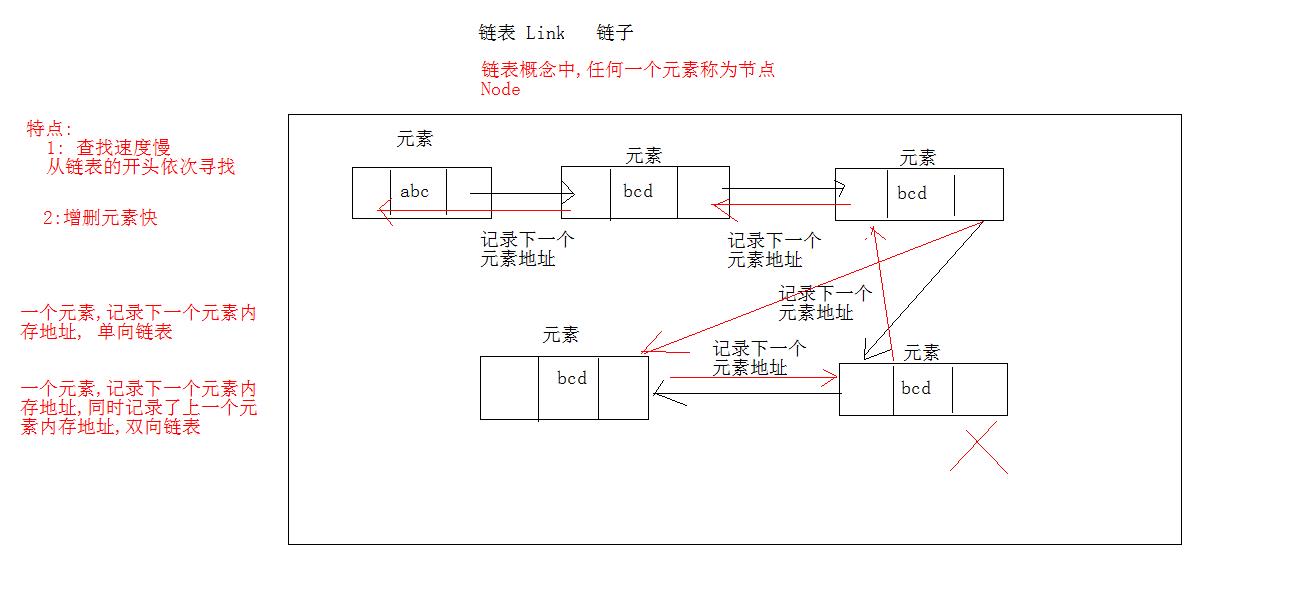 链表 Link 链子
链表概念中,任何一个元素称为节点
Node
特点:
1: 查找速度慢
从链表的开头依次寻找
2:增删元素快
一个元素,记录下一个元素内
存地址, 单向链表
一个元素,记录下一个元素内
存地址,同时记录了上一个元
素内存地址,双向链表
元素
abc
元素
bcd
元素
bcd
记录下一个
元素地址
记录下一个
元素地址
记录下一个
元素地址
元素
bcd
记录下一个
元素地址
元素
bcd